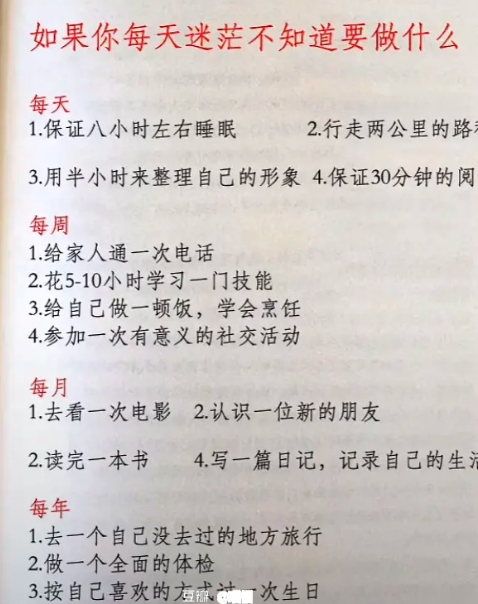 如果你每天迷茫不知道要做什么
每天
1.保证八小时左右睡眠 2.行走两公里的路
3.用半小时来整理自己的形象 4.保证30分钟的阅
每周
1.给家人通一次电话
2.花5-10小时学习一门技能
3.给自己做一顿饭，学会烹饪
4.参加一次有意义的社交活动
每月
1.去看一次电影 2.认识一位新的朋友
2.读完一本书 4.写一篇日记，记录自己的生活
每年
1.去一个自己没去过的地方旅行
2.做一个全面的体检
3.按自己喜欢的方式过一次生日
豆瓣